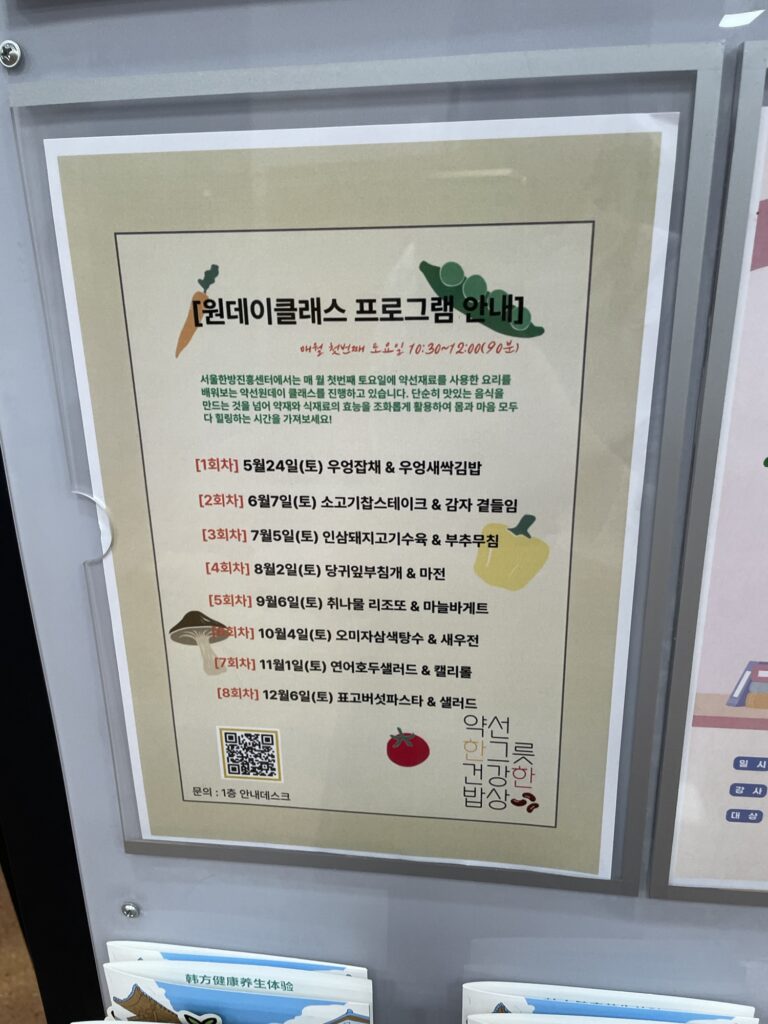 [원데이클래스 프로그램 안내]
매월 첫번째 토요일 10:30~12:00(90분)
서울한방진흥센터에서는 매 월 첫번째 토요일에 약선재료를 사용한 요리를
배워보는 약선원데이 클래스를 진행하고 있습니다. 단순히 맛있는 음식을
만드는 것을 넘어 약재와 식재료의 효능을 조화롭게 활용하여 몸과 마음 모두
다 힐링하는 시간을 가져보세요!
[1회차] 5월24일(토) 우엉잡채 & 우엉새싹김밥
[2회차] 6월7일(토) 소고기찹스테이크 & 감자 곁들임
[3회차] 7월5일(토) 인삼돼지고기수육 & 부추무침
[4회차] 8월2일(토) 당귀잎부침개 & 마전
[5회차] 9월6일(토) 취나물 리조또 & 마늘바게트
[6회차] 10월4일(토) 오미자삼색탕수 & 새우전
[7회차] 11월1일(토) 연어호두샐러드 & 캘리롤
[8회차] 12월6일(토) 표고버섯파스타 & 샐러드
약선
한그릇
건강한
밥상
문의 : 1층 안내데스크
일 시
강 사
대 상
韩方健康养生体验